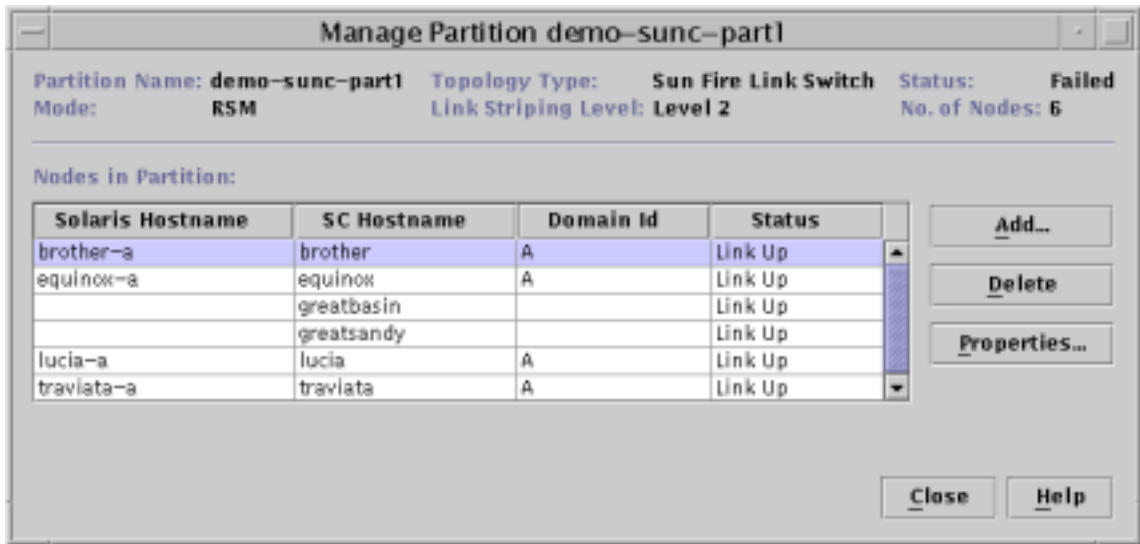 Manage Partition demo-sunc-part1
Partition Name: demo-sunc-part1 Topology Type: Sun Fire Link Switch Status: Failed
Mode: RSM Link Striping Level: Level 2 No. of Nodes: 6
Nodes in Partition:
Solaris Hostname SC Hostname Domain Id Status
Add...
brother-a brother A Link Up
equinox-a equinox A Link Up
Delete
greatbasin Link Up
greatsandy Link Up
Properties...
lucia-a lucia A Link Up
traviata-a traviata A Link Up
Close Help